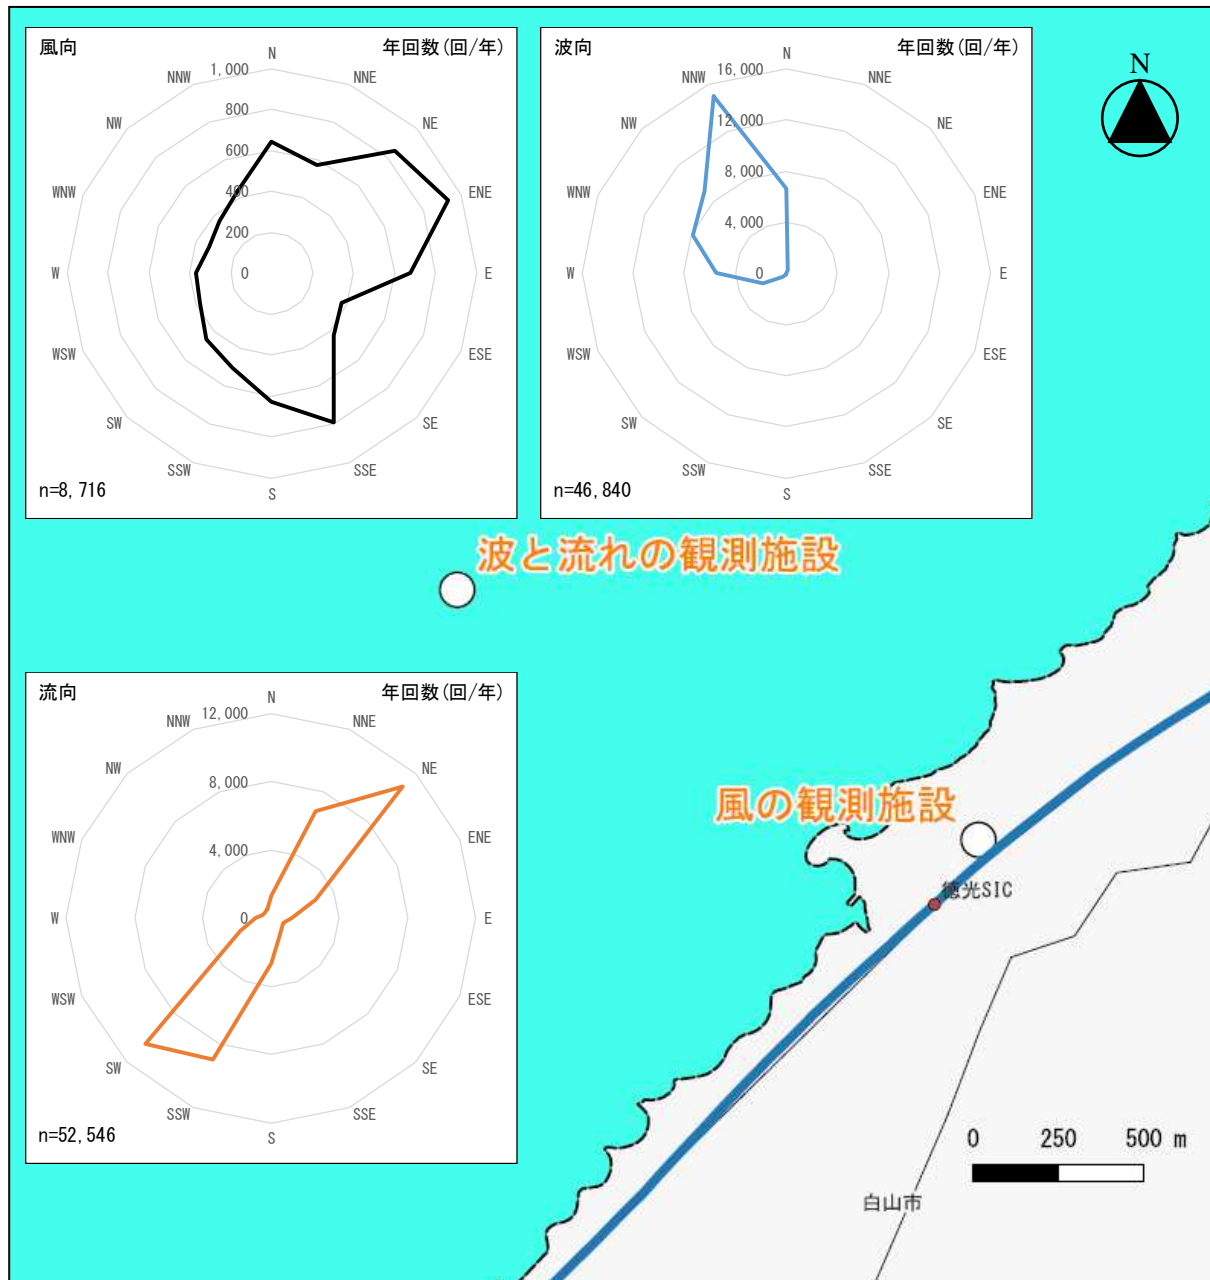 風向 年回数(回/年)
N
NNE
NE
ENE
E
ESE
SE
SSE
S
SSW
SW
WSW
W
WNW
NW
NNW
1,000
800
600
400
200
0
n=8,716
波向 年回数(回/年)
N
NNE
NE
ENE
E
ESE
SE
SSE
S
SSW
SW
WSW
W
WNW
NW
NNW
16,000
12,000
8,000
4,000
0
n=46,840
N
波と流れの観測施設
流向 年回数(回/年)
N
NNE
NE
ENE
E
ESE
SE
SSE
S
SSW
SW
WSW
W
WNW
NW
NNW
12,000
8,000
4,000
0
n=52,546
風の観測施設
徳光SIC
0 250 500 m
白山市